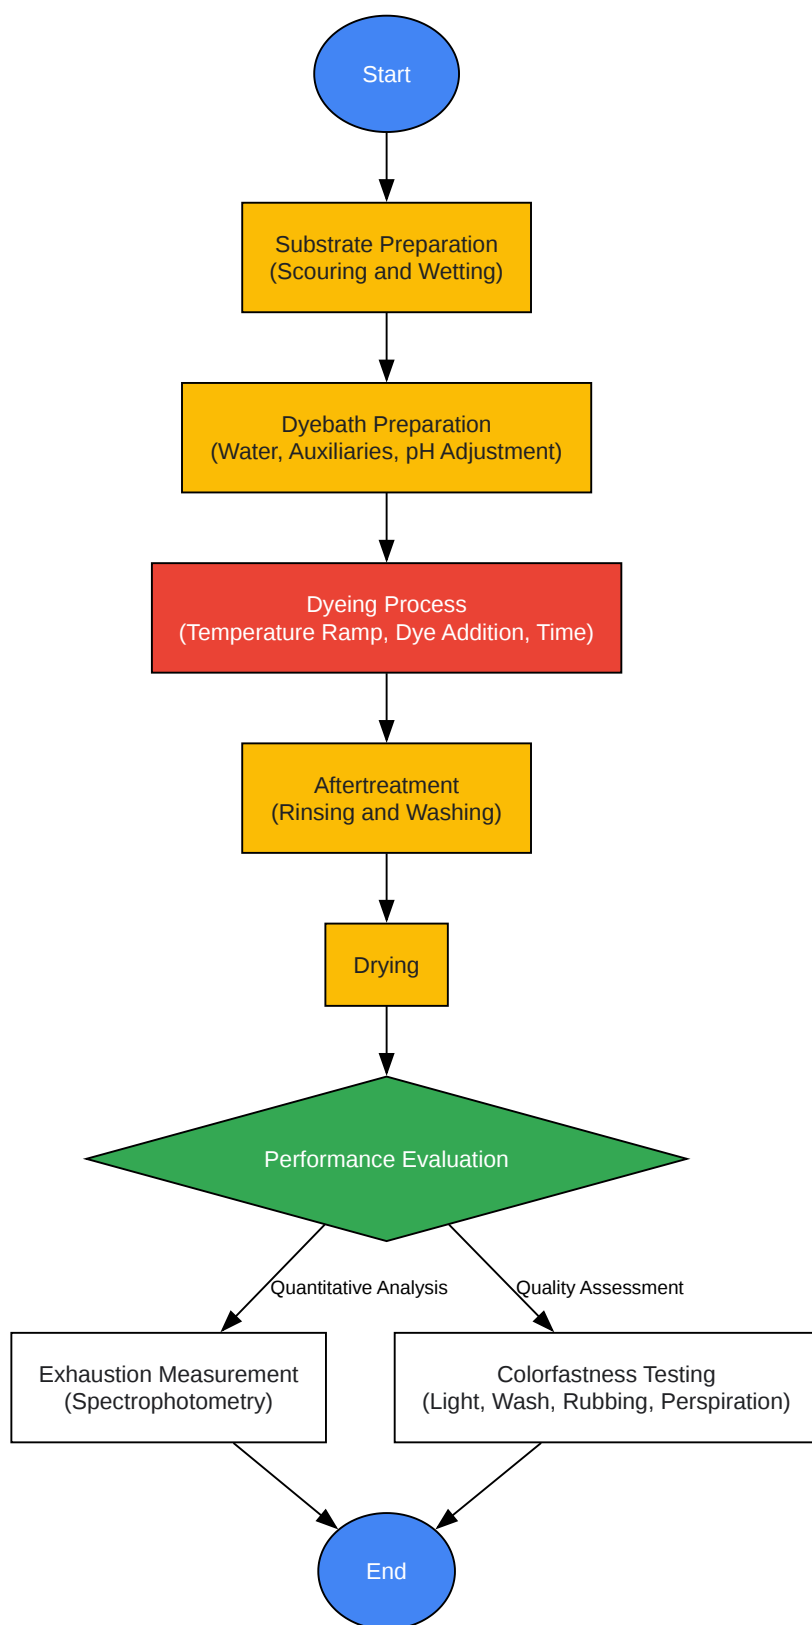 Start
Substrate Preparation
(Scouring and Wetting)
Dyebath Preparation
(Water, Auxiliaries, pH Adjustment)
Dyeing Process
(Temperature Ramp, Dye Addition, Time)
Aftertreatment
(Rinsing and Washing)
Drying
Performance Evaluation
Quantitative Analysis
Quality Assessment
Exhaustion Measurement
(Spectrophotometry)
Colorfastness Testing
(Light, Wash, Rubbing, Perspiration)
End